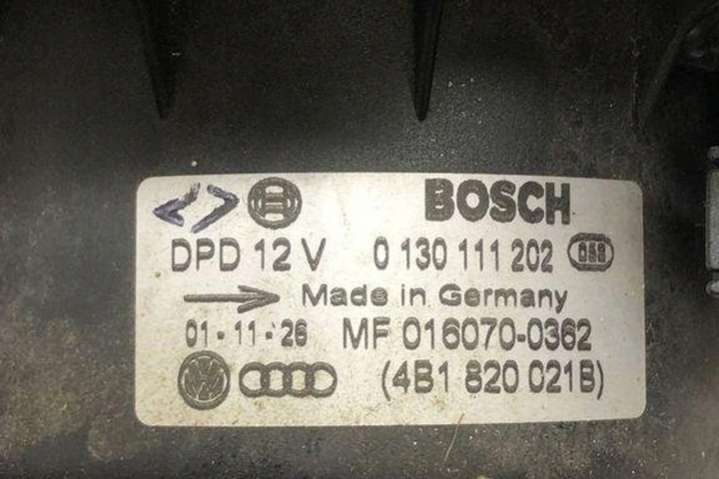 BOSCH
DPD 12 V 0 130 111 202
Made in Germany
01-11-26 MF 016070-0362
(4B1 820 021B)